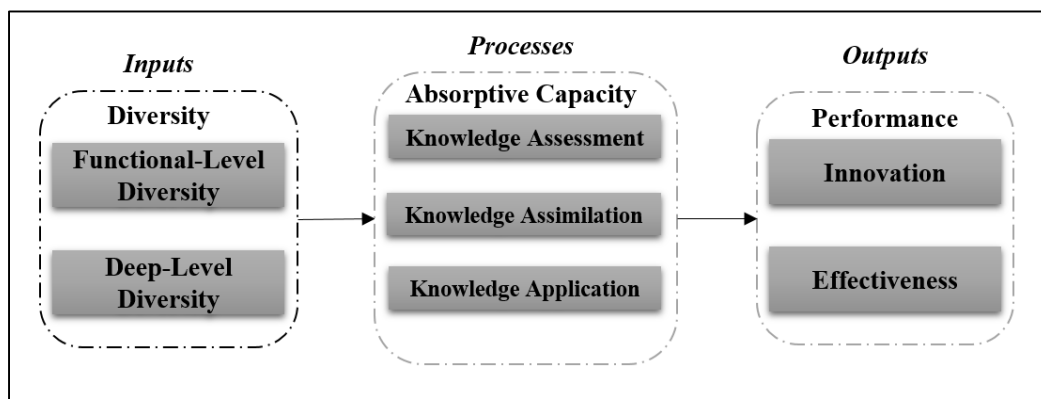 Inputs
Processes
Outputs
Diversity
Functional-Level
Diversity
Deep-Level
Diversity
Absorptive Capacity
Knowledge Assessment
Knowledge Assimilation
Knowledge Application
Performance
Innovation
Effectiveness